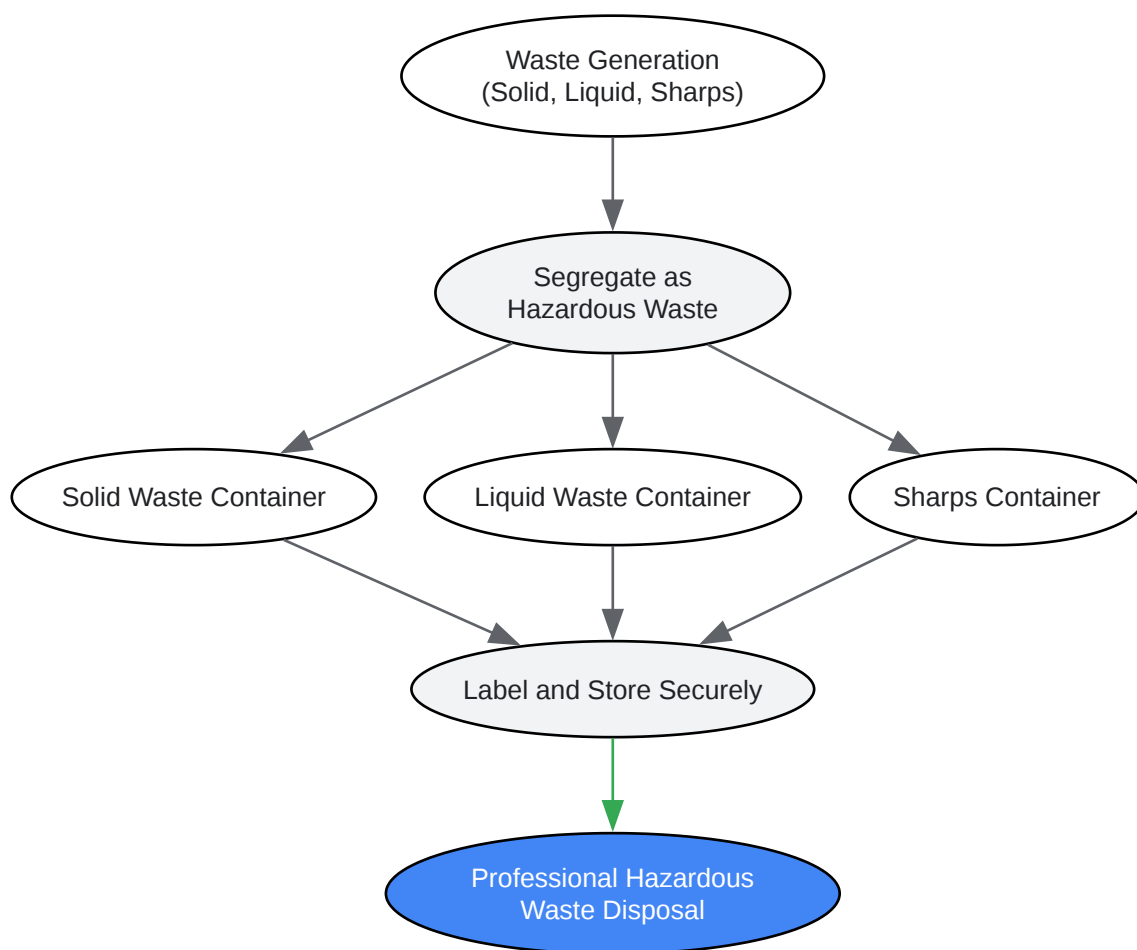 Waste Generation
(Solid, Liquid, Sharps)
Segregate as
Hazardous Waste
Solid Waste Container
Liquid Waste Container
Sharps Container
Label and Store Securely
Professional Hazardous
Waste Disposal